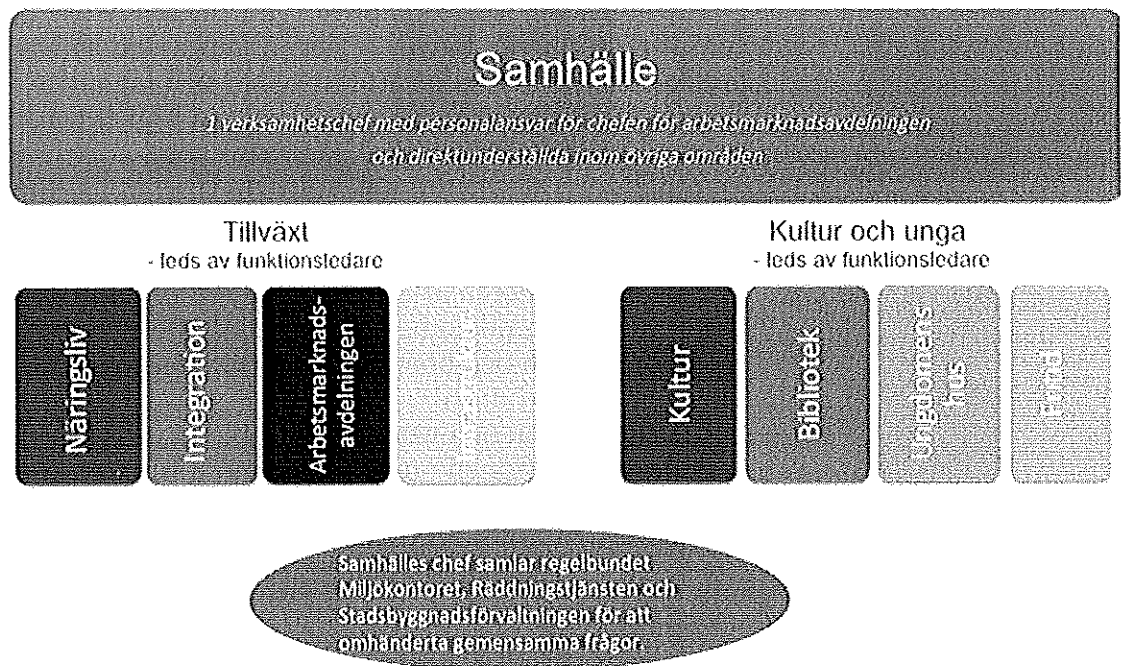 Samhälle
1 verksamhetschef med personalansvar för chefen för arbetsmarknadsavdelningen
och direktunderställda inom övriga områden
Tillväxt
- leds av funktionsledare
Kultur och unga
- leds av funktionsledare
Näringsliv
Integration
Arbetsmarknads-
avdelningen
Kultur
Bibliotek
Ungdomens
hus
Fritid
Samhälles chef samlar regelbundet
Miljökontoret, Räddningstjänsten och
Stadsbyggnadsförvaltningen för att
omhänderta gemensamma frågor.